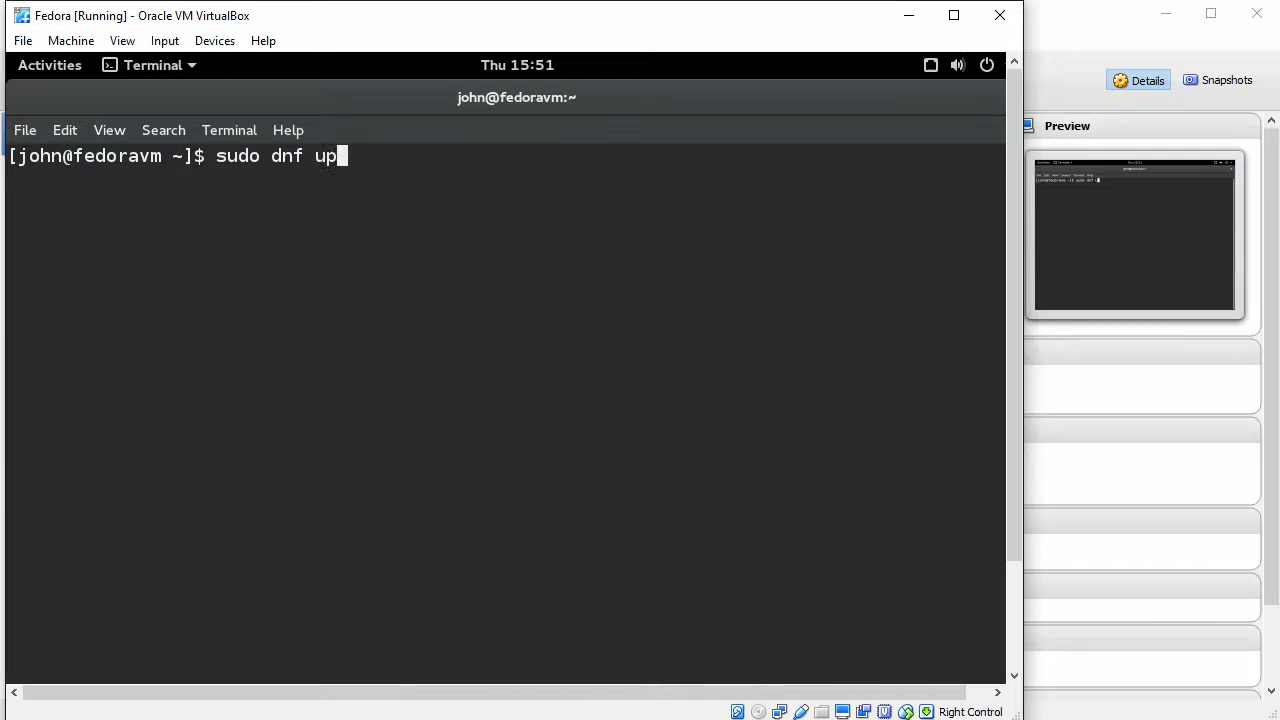 Fedora [Running] - Oracle VM VirtualBox
File Machine View Input Devices Help
Activities Terminal Thu 15:51
Details Snapshots
john@fedoravm:~
Preview
File Edit View Search Terminal Help
[john@fedoravm ~]$ sudo dnf up
Right Control